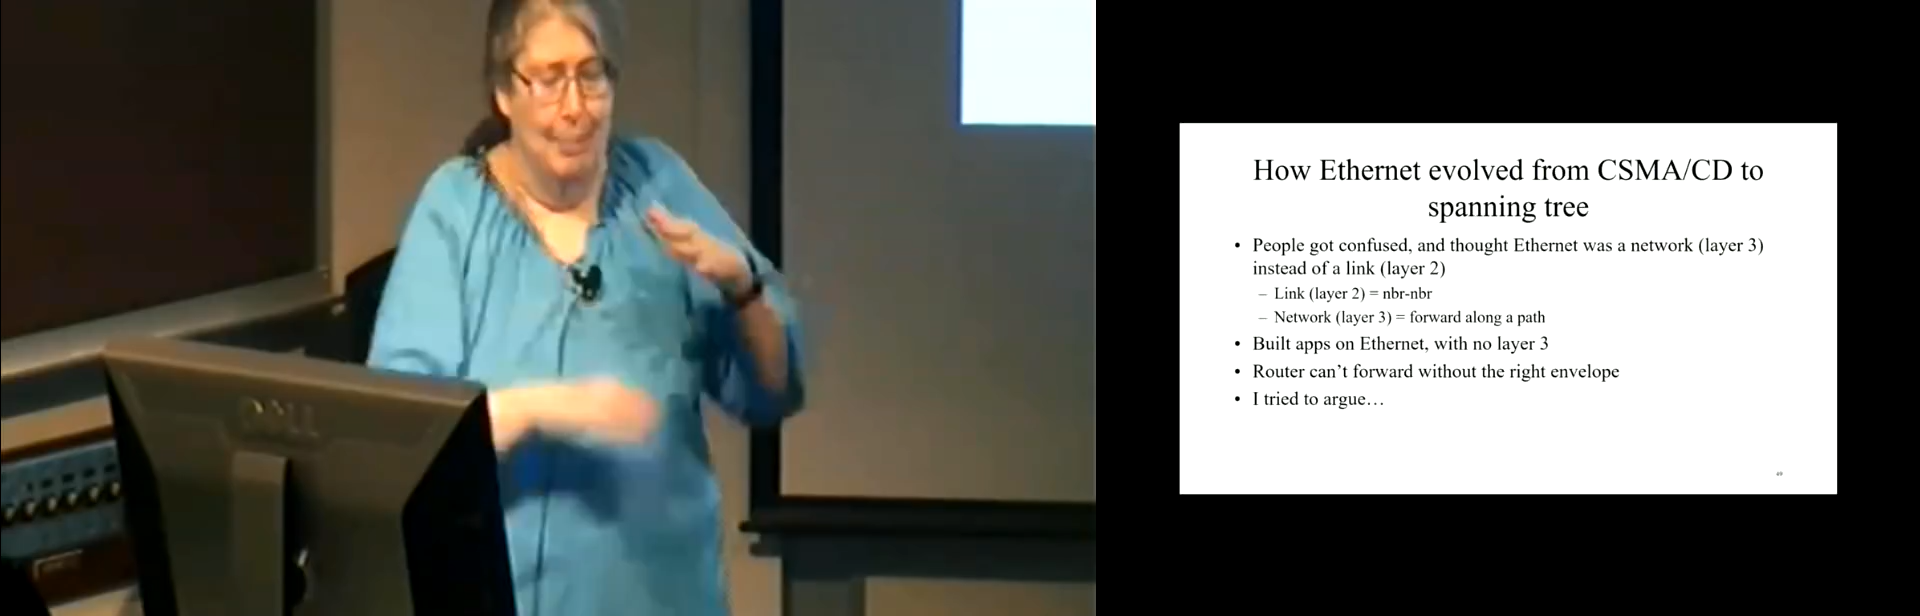 DELL
How Ethernet evolved from CSMA/CD to
spanning tree
• People got confused, and thought Ethernet was a network (layer 3)
instead of a link (layer 2)
– Link (layer 2) = nbr-nbr
– Network (layer 3) = forward along a path
• Built apps on Ethernet, with no layer 3
• Router can’t forward without the right envelope
• I tried to argue…